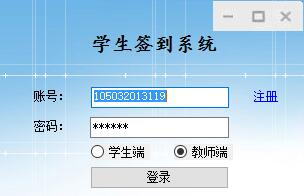 学生签到系统
账号： 105032013119 注册
密码： ******
学生端 教师端
登录